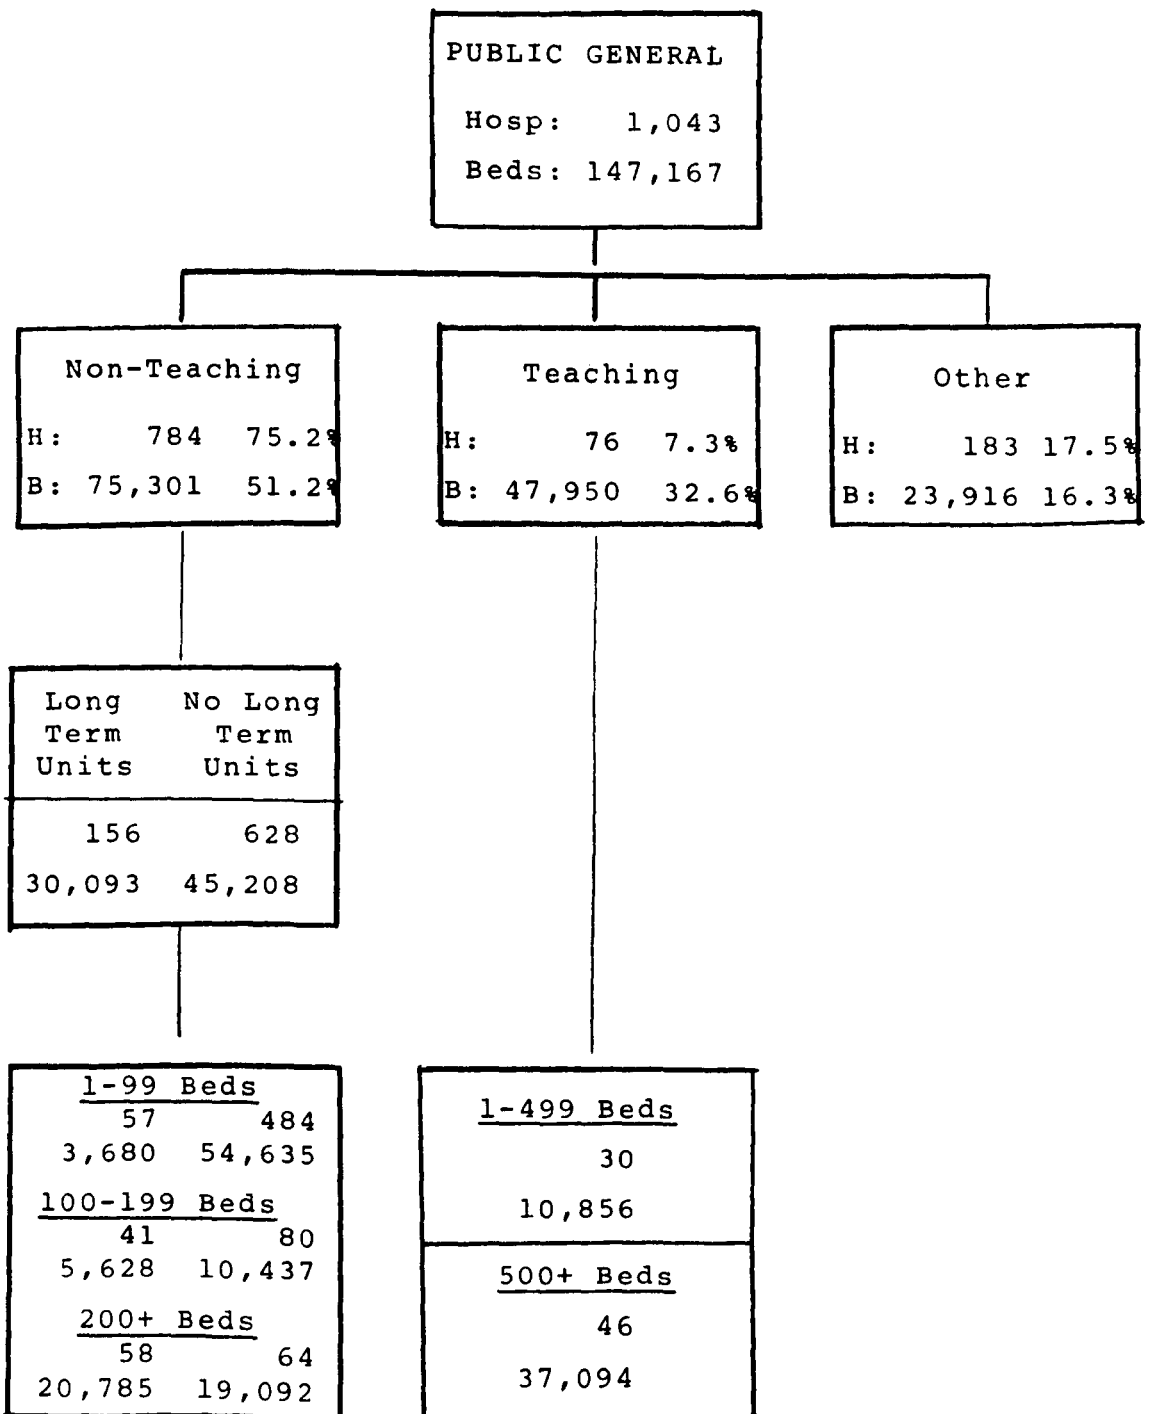 PUBLIC GENERAL
Hosp: 1,043
Beds: 147,167
Non-Teaching
H: 784 75.2%
B: 75,301 51.2%
Teaching
H: 76 7.3%
B: 47,950 32.6%
Other
H: 183 17.5%
B: 23,916 16.3%
Long No Long
Term Term
Units Units
156 628
30,093 45,208
1-99 Beds
57 484
3,680 54,635
100-199 Beds
41 80
5,628 10,437
200+ Beds
58 64
20,785 19,092
1-499 Beds
30
10,856
500+ Beds
46
37,094